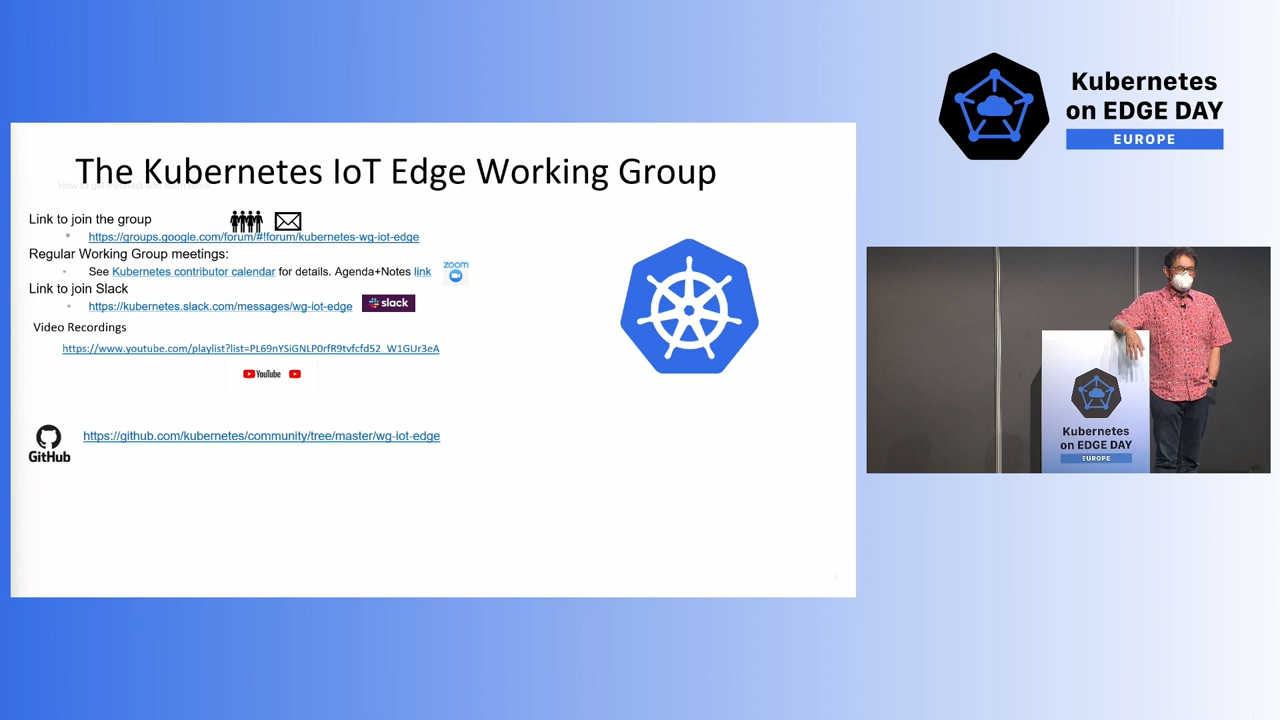 Kubernetes
on EDGE DAY
EUROPE
The Kubernetes IoT Edge Working Group
Link to join the group
https://groups.google.com/forum/#!forum/kubernetes-wg-iot-edge
Regular Working Group meetings:
See Kubernetes contributor calendar for details. Agenda+Notes link
zoom
Link to join Slack
https://kubernetes.slack.com/messages/wg-iot-edge
slack
Video Recordings
https://www.youtube.com/playlist?list=PL69nYSiGNLP0rfR9tvfcfd52_W1GUr3eA
YouTube
GitHub
https://github.com/kubernetes/community/tree/master/wg-iot-edge
Kubernetes
on EDGE DAY
EUROPE